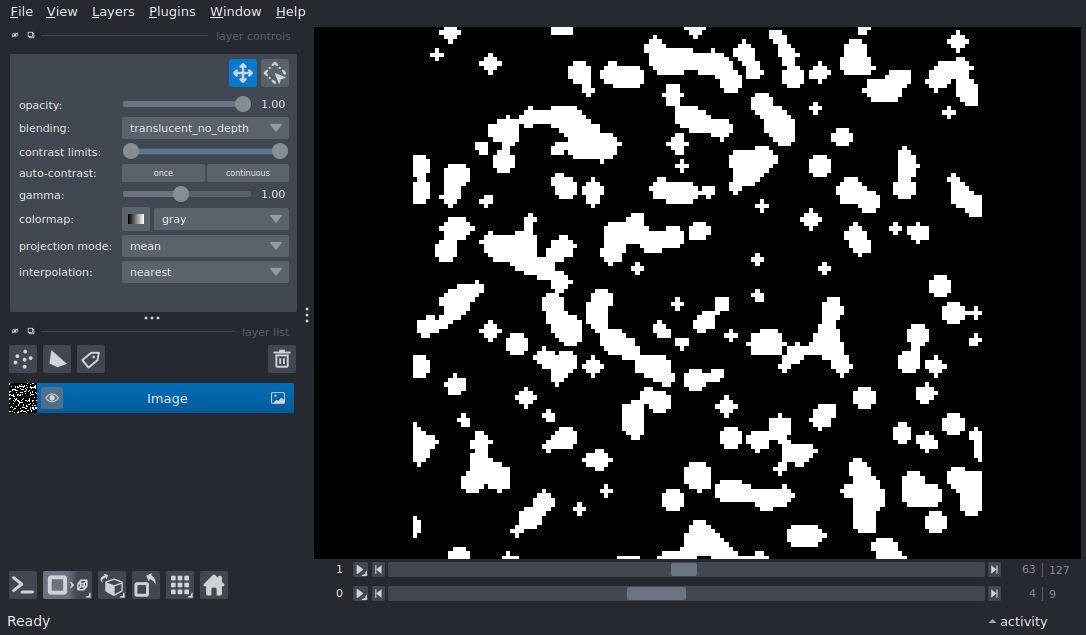 File View Layers Plugins Window Help
layer controls
opacity: 1.00
blending: translucent_no_depth
contrast limits:
auto-contrast: once continuous
gamma: 1.00
colormap: gray
projection mode: mean
interpolation: nearest
layer list
Image
1 63 127
0 4 9
Ready activity